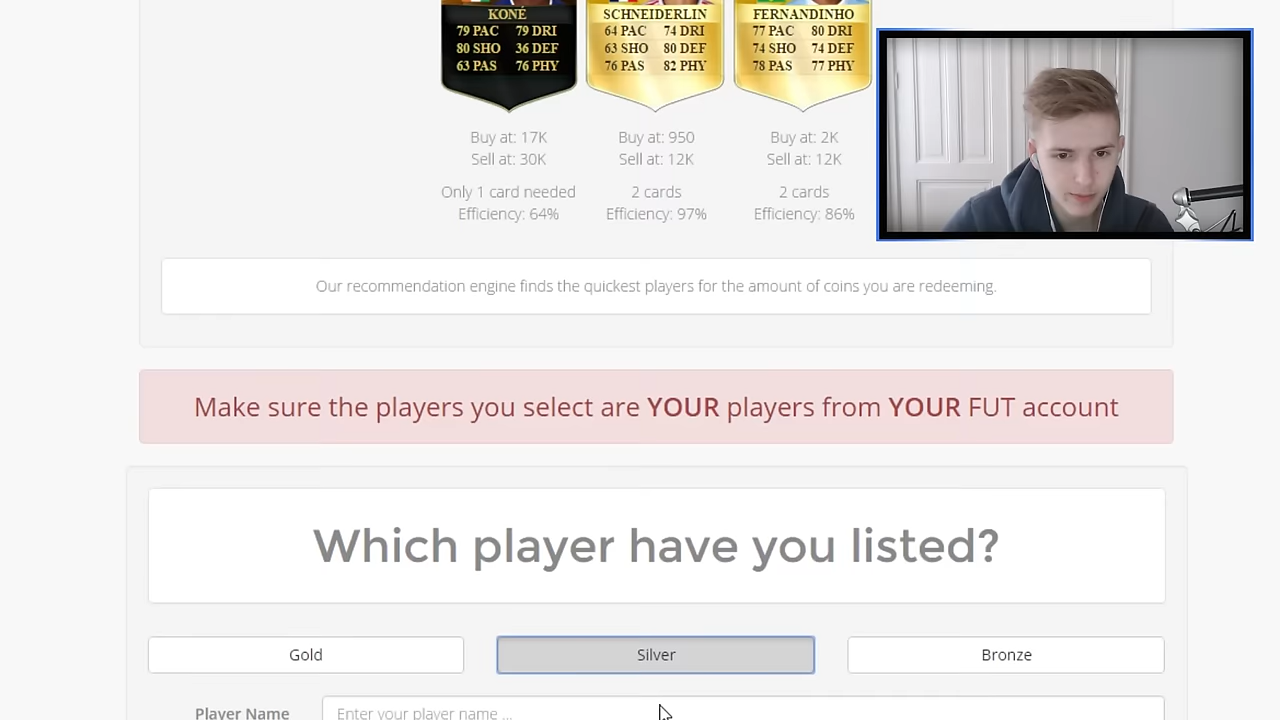 KONÉ
79 PAC 79 DRI
80 SHO 36 DEF
63 PAS 76 PHY
Buy at: 17K
Sell at: 30K
Only 1 card needed
Efficiency: 64%
SCHNEIDERLIN
64 PAC 74 DRI
63 SHO 80 DEF
76 PAS 82 PHY
Buy at: 950
Sell at: 12K
2 cards
Efficiency: 97%
FERNANDINHO
77 PAC 80 DRI
74 SHO 74 DEF
78 PAS 77 PHY
Buy at: 2K
Sell at: 12K
2 cards
Efficiency: 86%
Our recommendation engine finds the quickest players for the amount of coins you are redeeming.
Make sure the players you select are YOUR players from YOUR FUT account
Which player have you listed?
Gold
Silver
Bronze
Player Name
Enter your player name ...